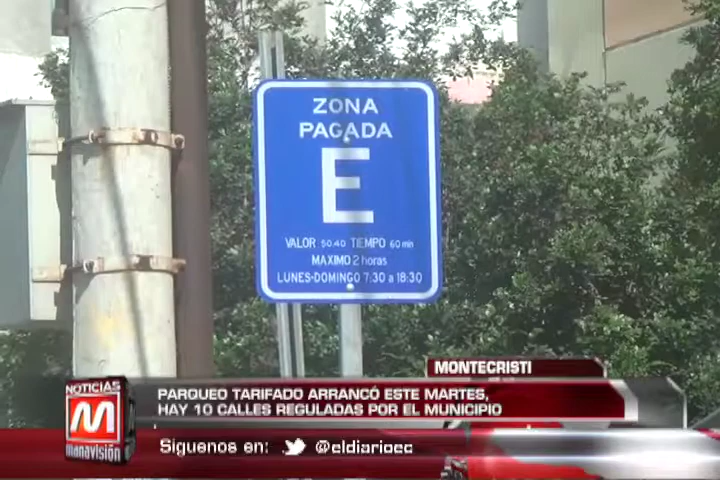 ZONA
PAGADA
E
VALOR $0.40 TIEMPO 60 min
MAXIMO 2 horas
LUNES-DOMINGO 7:30 a 18:30
MONTECRISTI
PARQUEO TARIFADO ARRANCÓ ESTE MARTES,
HAY 10 CALLES REGULADAS POR EL MUNICIPIO
NOTICIAS
M
manavisión
Siguenos en: @eldiarioec